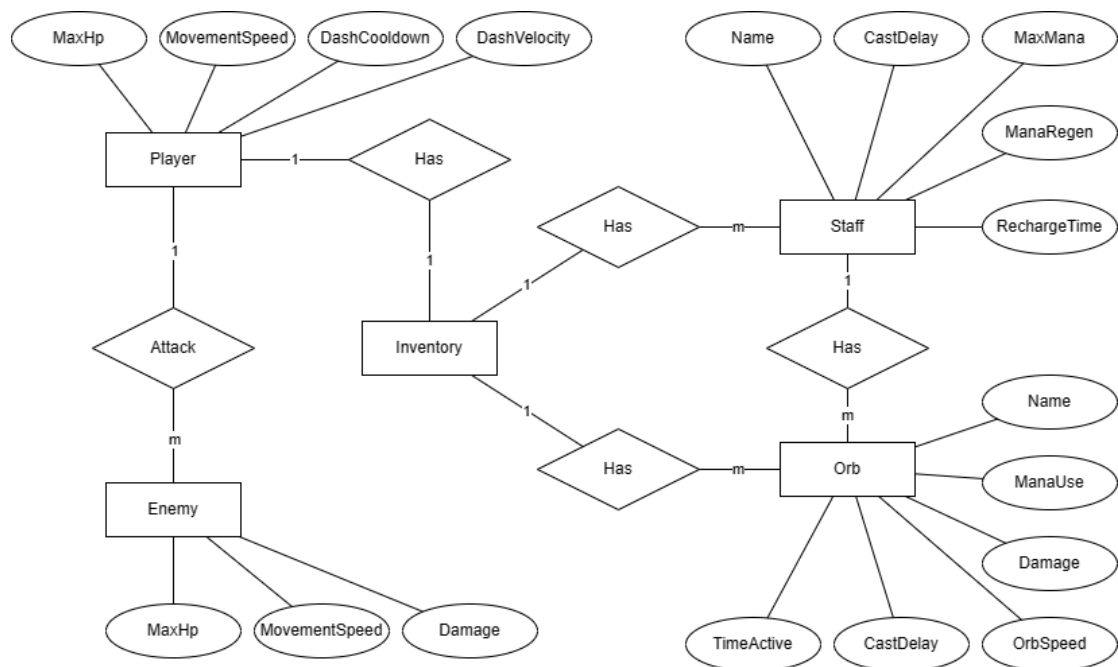 MaxHp
MovementSpeed
DashCooldown
DashVelocity
Name
CastDelay
MaxMana
Player
1
Has
ManaRegen
1
1
Has
m
Staff
RechargeTime
1
1
Attack
Inventory
Has
1
m
Name
m
Has
m
Orb
ManaUse
Enemy
Damage
MaxHp
MovementSpeed
Damage
TimeActive
CastDelay
OrbSpeed